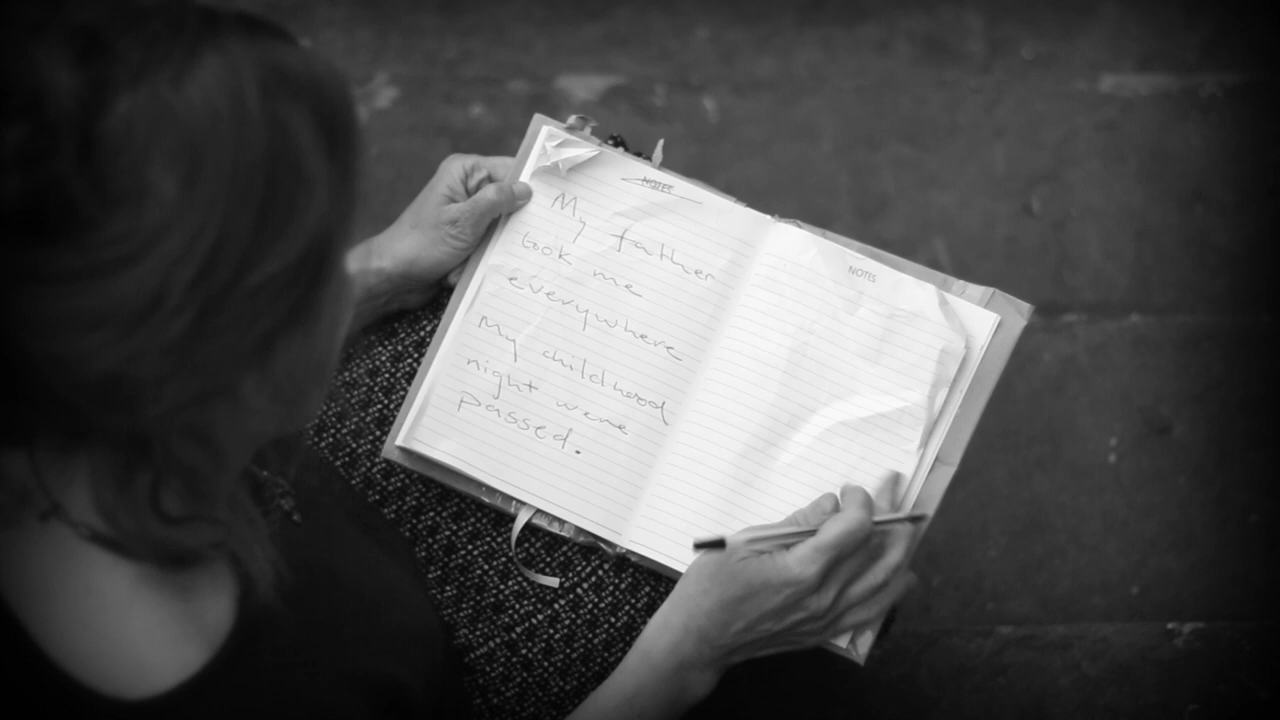 NOTES
My father
took me
everywhere
My childhood
night were
passed.
NOTES